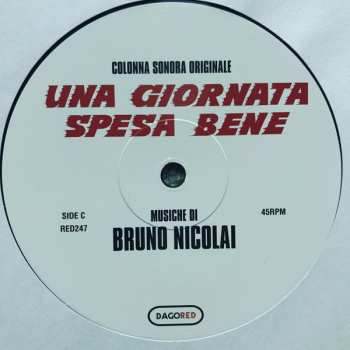 COLONNA SONORA ORIGINALE
UNA GIORNATA
SPESA BENE
SIDE C
RED247
MUSICHE DI
BRUNO NICOLAI
45RPM
DAGORED